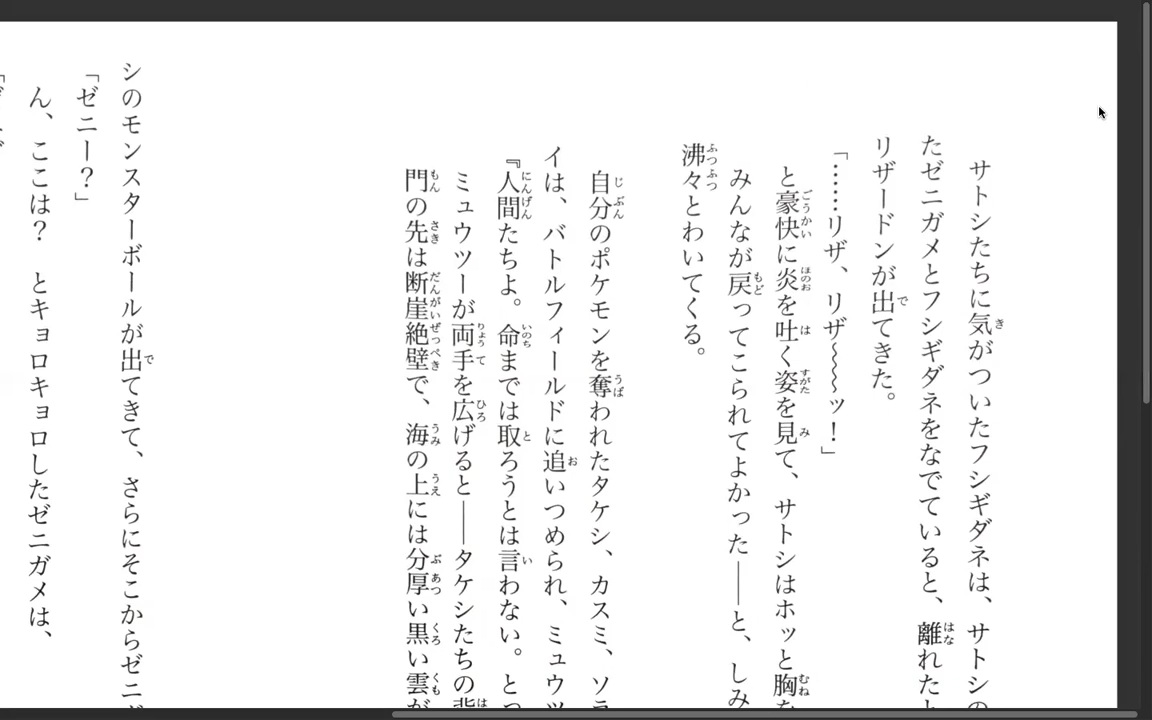 サトシたちに気がついたフシギダネは、サトシの
たゼニガメとフシギダネをなでていると、離れたと
リザードンが出てきた。
「……リザ、リザ〜〜〜ッ！」
と豪快に炎を吐く姿を見て、サトシはホッと胸を
みんなが戻ってこられてよかった――と、しみ
沸々とわいてくる。
自分のポケモンを奪われたタケシ、カスミ、ソラ
イは、バトルフィールドに追いつめられ、ミュウツ
『人間たちよ。命までは取ろうとは言わない。とっ
ミュウツーが両手を広げると――タケシたちの背
門の先は断崖絶壁で、海の上には分厚い黒い雲が
シのモンスターボールが出てきて、さらにそこからゼニ
「ゼニー？」
ん、ここは？　とキョロキョロしたゼニガメは、